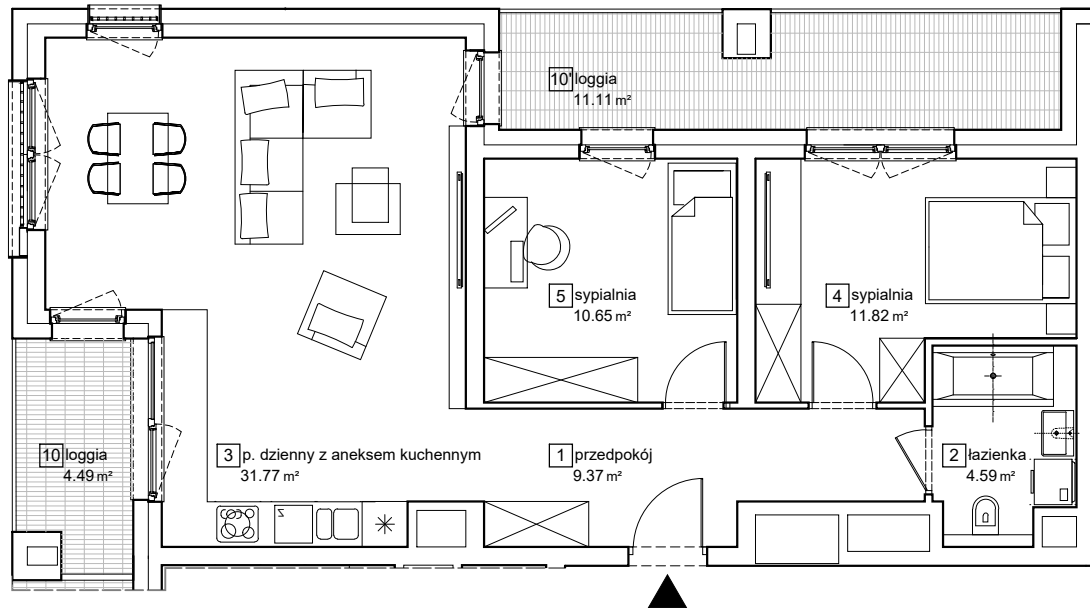 10' loggia
11.11 m²
5 sypialnia
10.65 m²
4 sypialnia
11.82 m²
10 loggia
4.49 m²
3 p. dzienny z aneksem kuchennym
31.77 m²
1 przedpokój
9.37 m²
2 łazienka
4.59 m²
Z